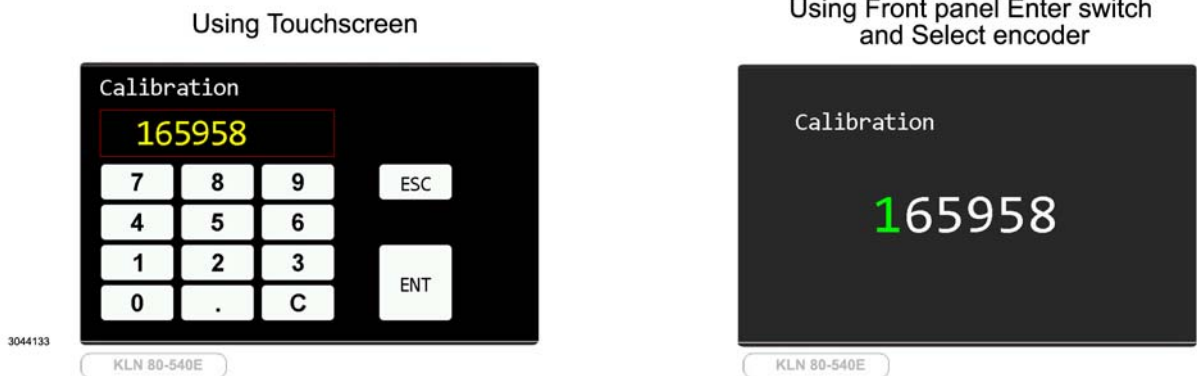 Using Touchscreen
Calibration
165958
7 8 9 ESC
4 5 6
1 2 3 ENT
0 . C
3044133
KLN 80-540E
Using Front panel Enter switch
and Select encoder
Calibration
165958
KLN 80-540E